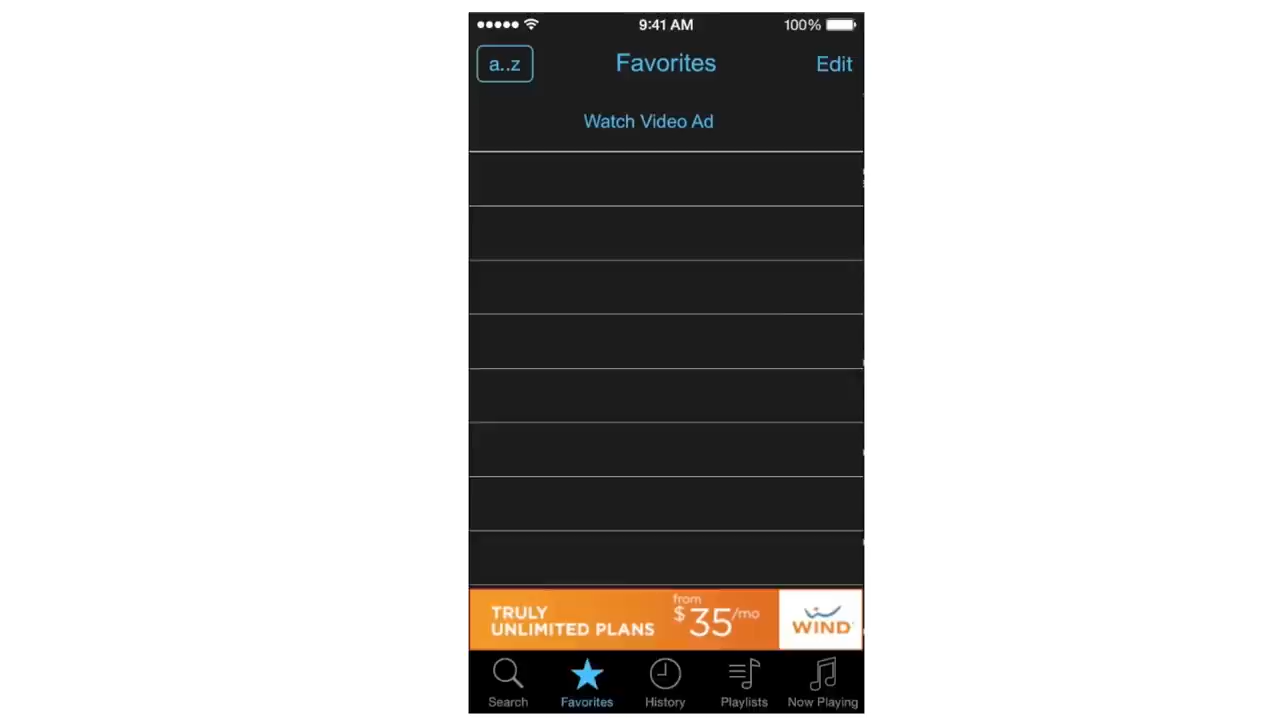 9:41 AM
100%
a..z
Favorites
Edit
Watch Video Ad
TRULY
UNLIMITED PLANS
from
$35/mo
WIND
Search
Favorites
History
Playlists
Now Playing